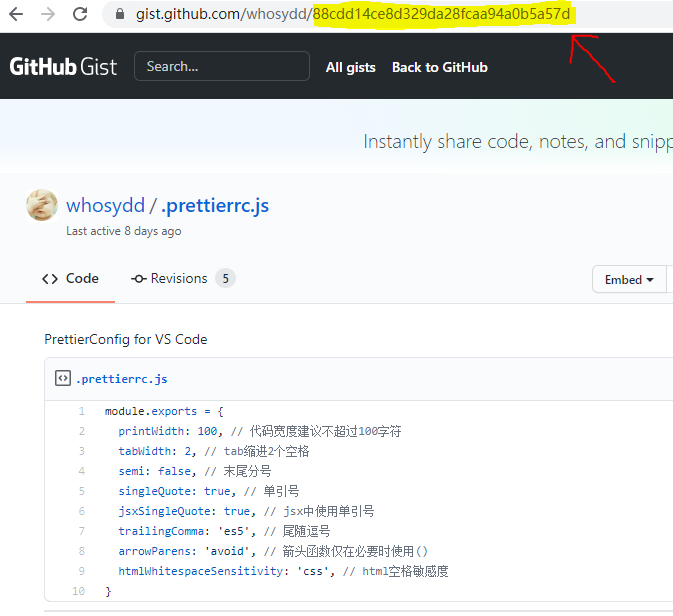 gist.github.com/whosydd/88cdd14ce8d329da28fcaa94a0b5a57d
GitHub Gist Search... All gists Back to GitHub
Instantly share code, notes, and snipp
whosydd / .prettierrc.js
Last active 8 days ago
Code Revisions 5 Embed
PrettierConfig for VS Code
.prettierrc.js
1 module.exports = {
2 printWidth: 100, // 代码宽度建议不超过100字符
3 tabWidth: 2, // tab缩进2个空格
4 semi: false, // 末尾分号
5 singleQuote: true, // 单引号
6 jsxSingleQuote: true, // jsx中使用单引号
7 trailingComma: 'es5', // 尾随逗号
8 arrowParens: 'avoid', // 箭头函数仅在必要时使用()
9 htmlWhitespaceSensitivity: 'css', // html空格敏感度
10 }